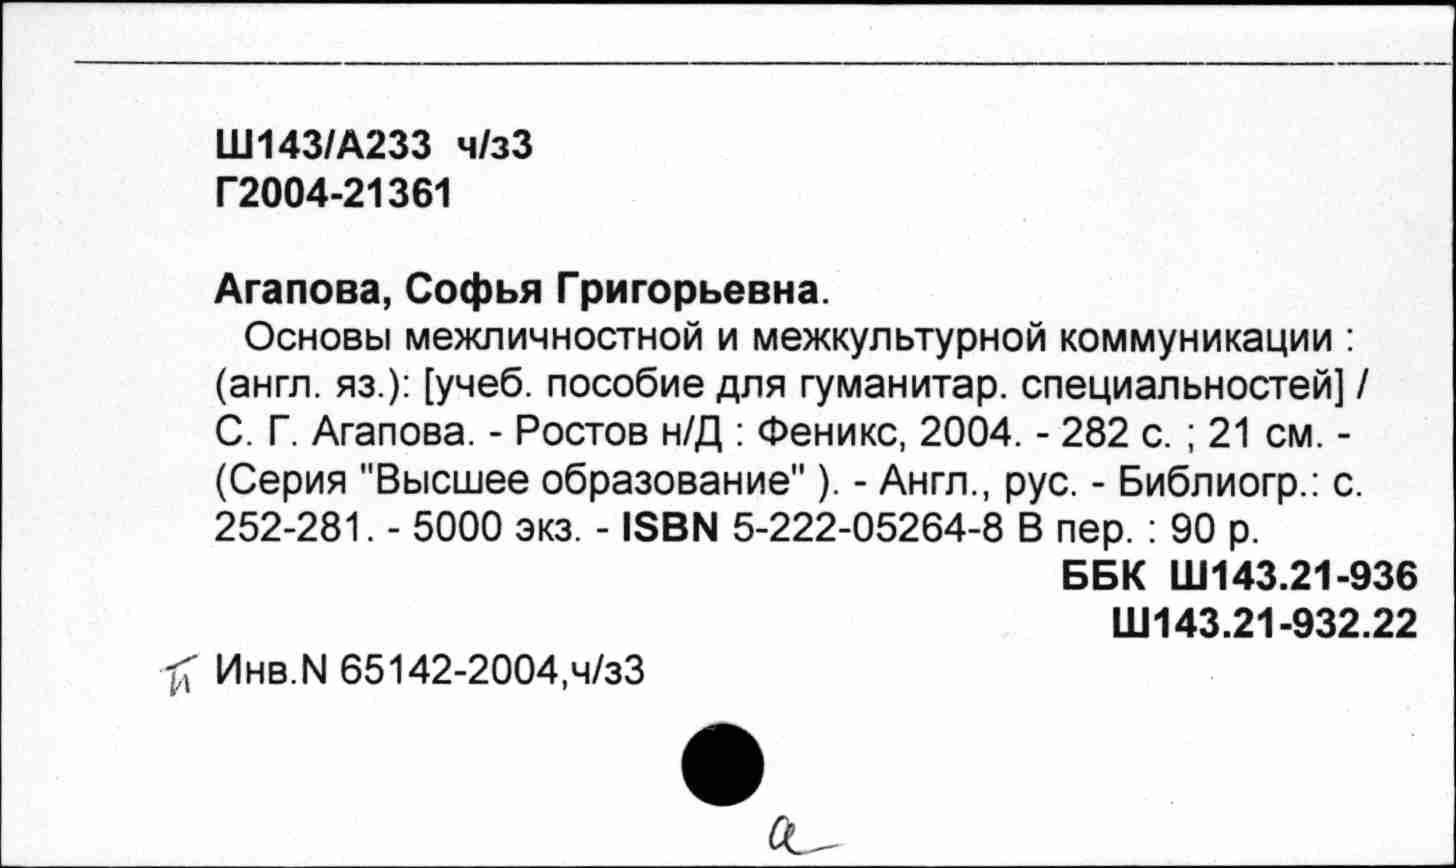 Ш143/А233 ч/з3
Г2004-21361
Агапова, Софья Григорьевна.
Основы межличностной и межкультурной коммуникации :
(англ. яз.): [учеб. пособие для гуманитар. специальностей] /
С. Г. Агапова. - Ростов н/Д : Феникс, 2004. - 282 с. ; 21 см. -
(Серия "Высшее образование" ). - Англ., рус. - Библиогр.: с.
252-281. - 5000 экз. - ISBN 5-222-05264-8 В пер. : 90 р.
ББК Ш143.21-936
Ш143.21-932.22
Инв.N 65142-2004,ч/з3
а